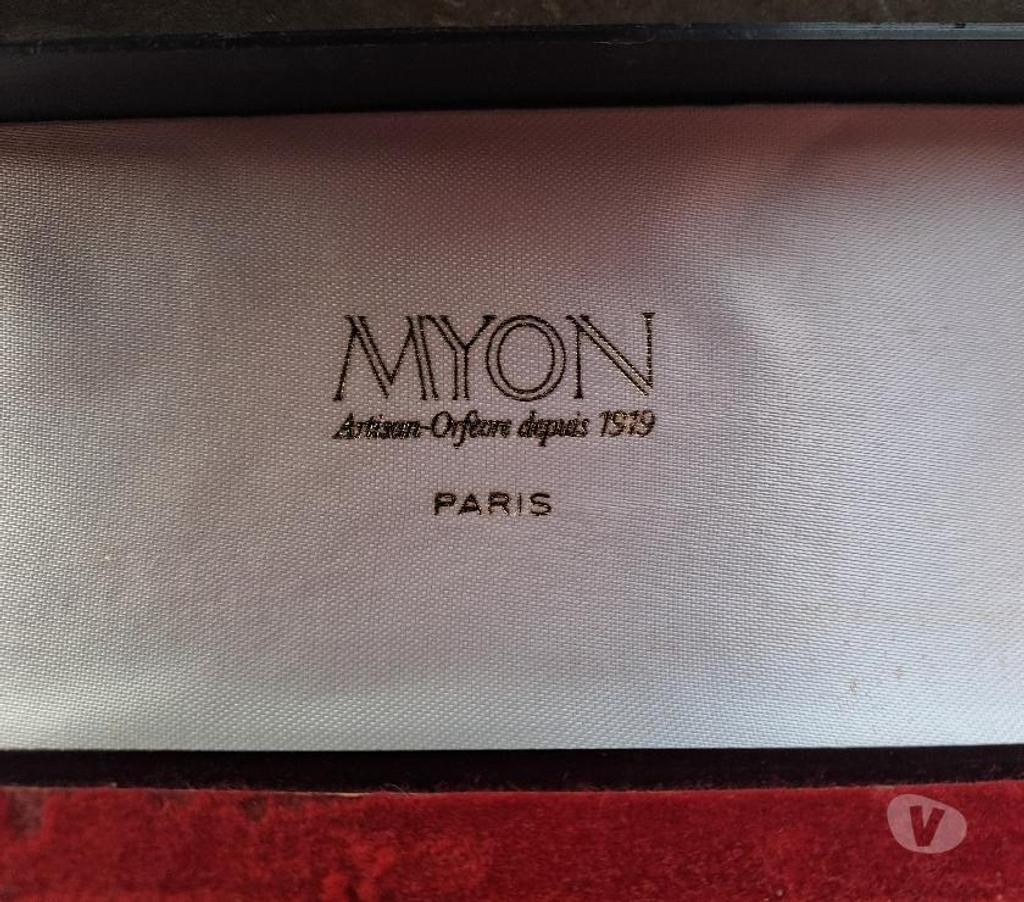 MYON
Artisan-Orfèvre depuis 1919
PARIS
V